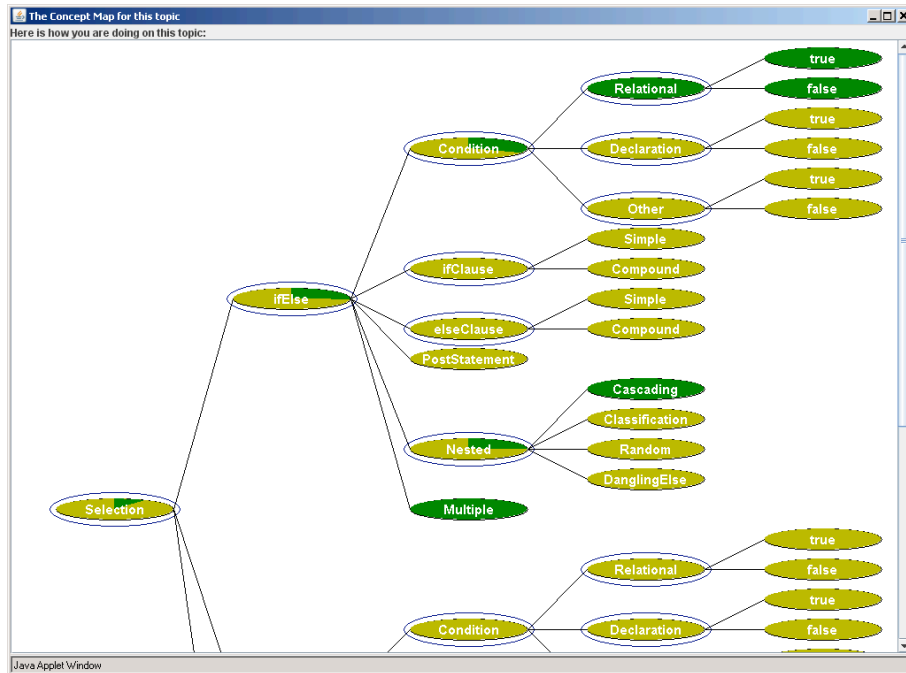 The Concept Map for this topic
Here is how you are doing on this topic:
true
Relational
false
true
Condition
Declaration
false
true
Other
false
Simple
ifClause
Compound
ifElse
Simple
elseClause
Compound
PostStatement
Cascading
Classification
Nested
Random
DanglingElse
Selection
Multiple
true
Relational
false
true
Condition
Declaration
false
Java Applet Window